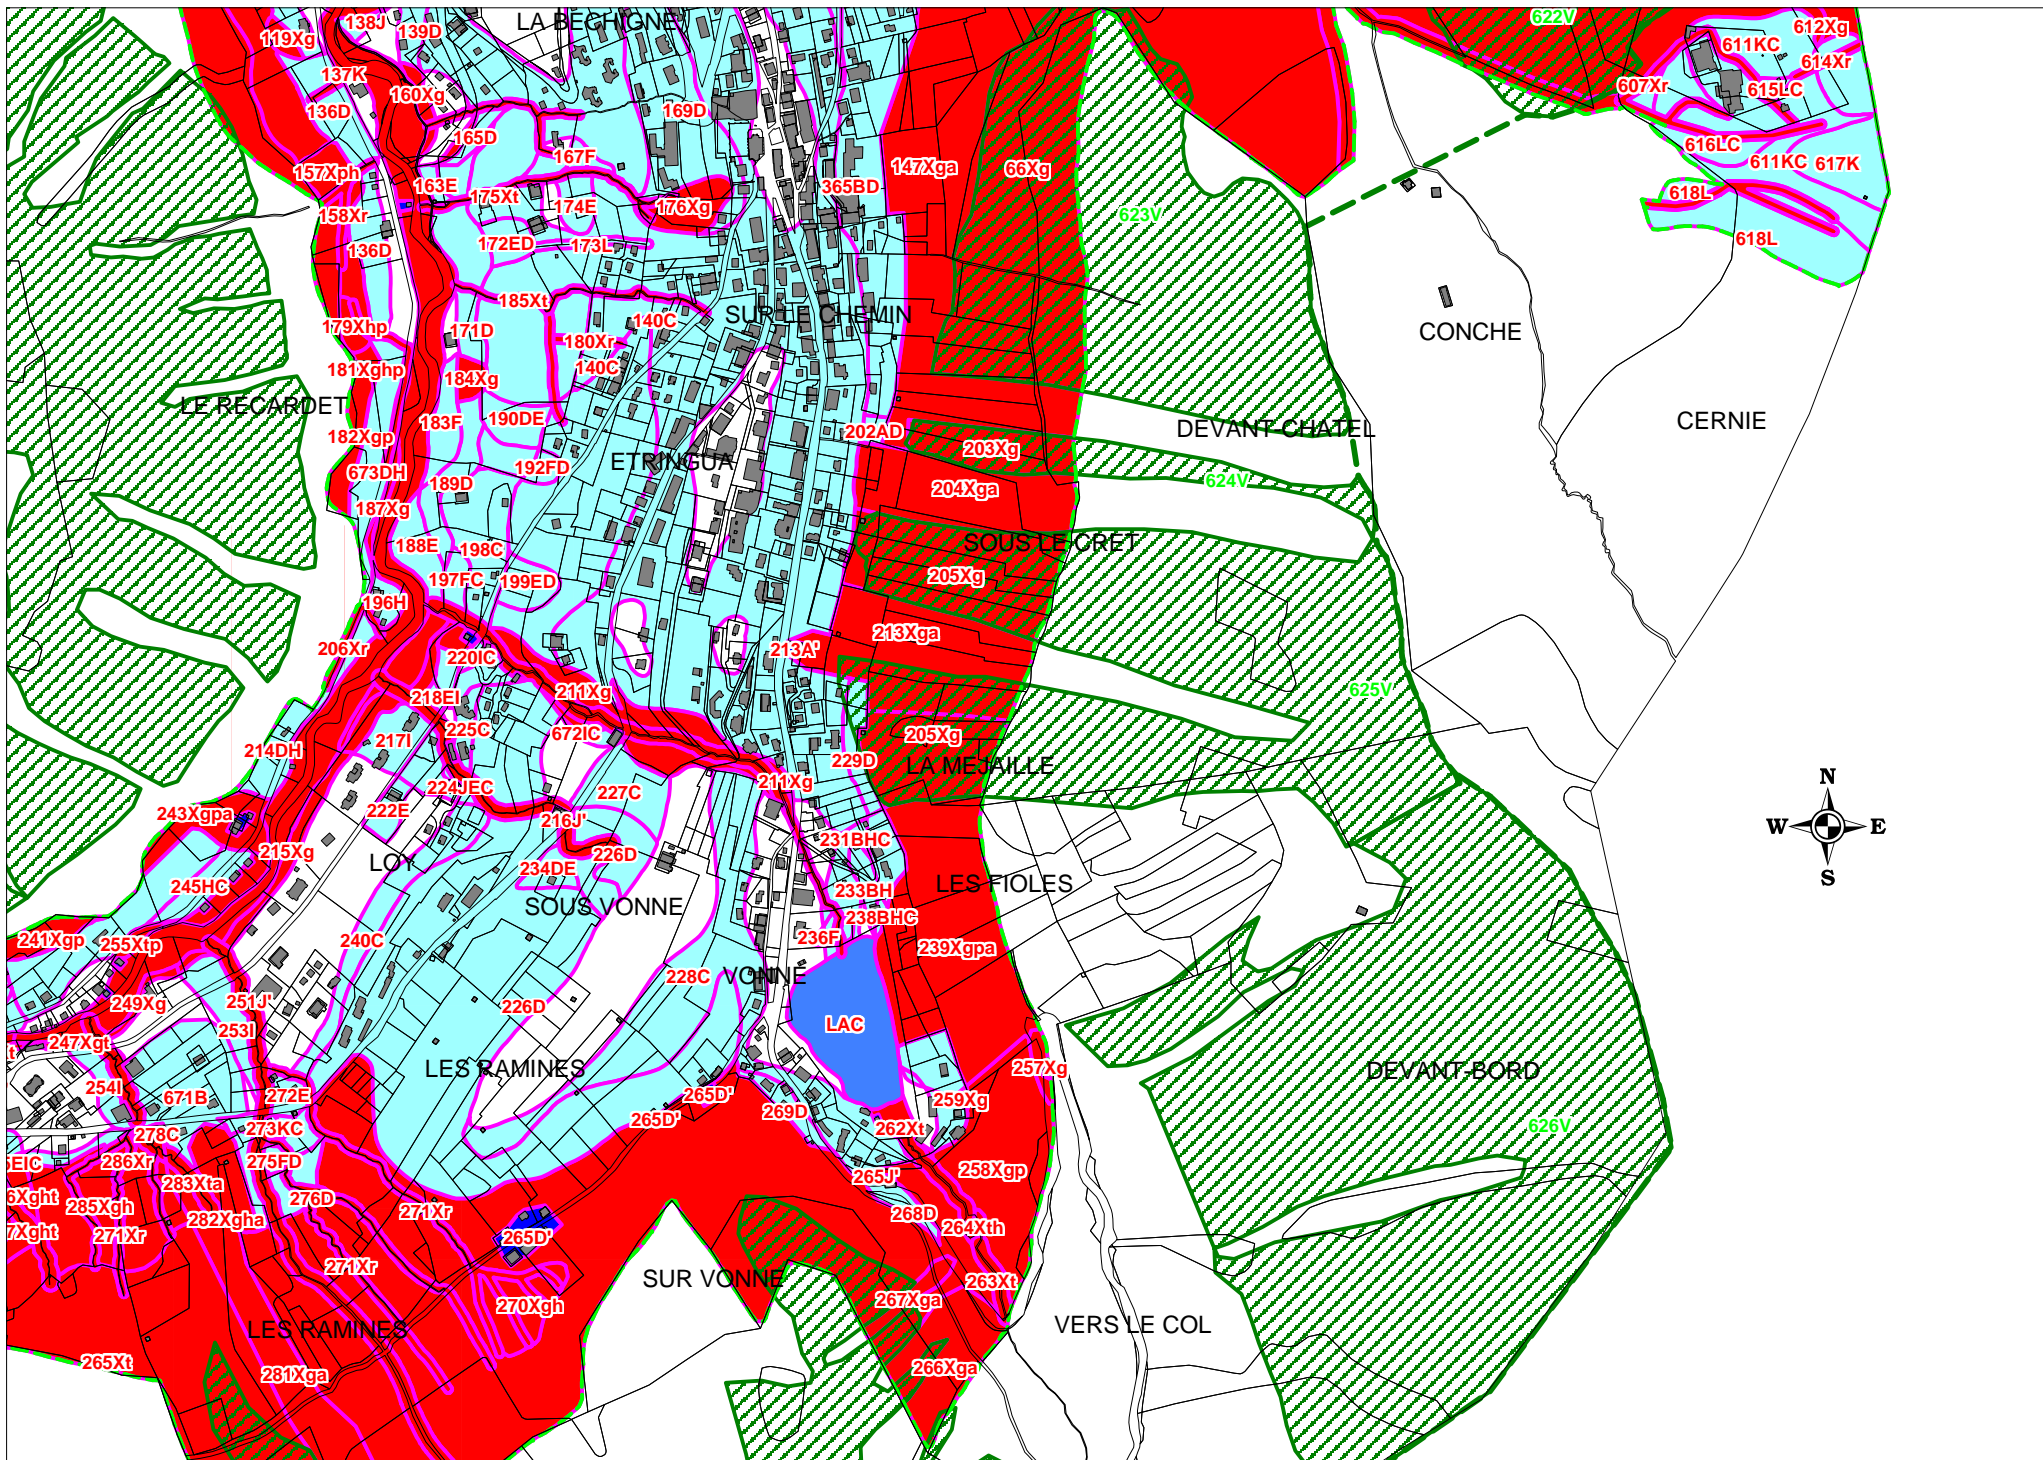 LA BECHIGNE
138J
139D
119Xg
622V
612Xg
611KC
614Xr
137K
160Xg
607Xr
615LC
136D
169D
165D
616LC
167F
611KC
617K
147Xga
66Xg
157Xph
163E
365BD
175Xt
618L
158Xr
174E
176Xg
623V
136D
172ED
173L
618L
185Xt
SUR LE CHEMIN
140C
179Xhp
171D
CONCHE
180Xr
181Xghp
184Xg
140C
LE RECARDET
183F
190DE
CERNIE
182Xgp
202AD
DEVANT-CHATEL
203Xg
ETRINGUA
192FD
673DH
189D
624V
204Xga
187Xg
188E
198C
SOUS LE CRET
197FC
199ED
205Xg
196H
213Xga
206Xr
220IC
213A'
218EI
211Xg
625V
225C
672IC
217I
214DH
205Xg
229D
LA MEJAILLE
211Xg
224JEC
227C
N
243Xgpa
222E
216J'
W
E
231BHC
215Xg
226D
LOY
234DE
S
245HC
LES FIOLES
233BH
SOUS VONNE
238BHC
241Xgp
255Xtp
240C
236F
239Xgpa
228C
VONNE
249Xg
251J'
226D
LAC
253I
247Xgt
t
LES RAMINES
257Xg
DEVANT-BORD
254I
671B
272E
265D'
259Xg
269D
265D'
626V
273KC
262Xt
278C
5EIC
286Xr
275FD
258Xgp
265J'
283Xta
6Xght
276D
285Xgh
271Xr
268D
282Xgha
264Xth
7Xght
271Xr
265D'
271Xr
SUR VONNE
263Xt
270Xgh
267Xga
LES RAMINES
VERS LE COL
265Xt
266Xga
281Xga